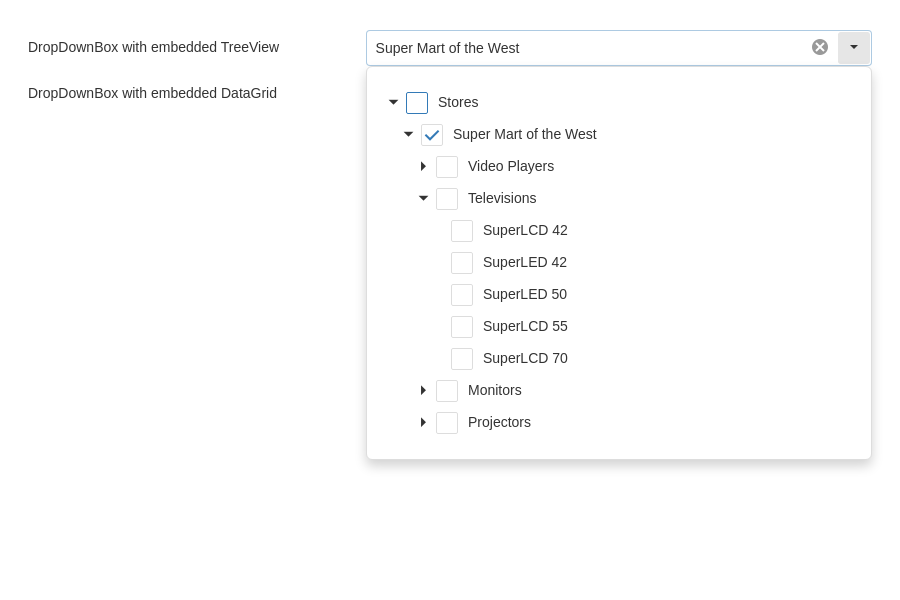 DropDownBox with embedded TreeView
Super Mart of the West
DropDownBox with embedded DataGrid
Stores
Super Mart of the West
Video Players
Televisions
SuperLCD 42
SuperLED 42
SuperLED 50
SuperLCD 55
SuperLCD 70
Monitors
Projectors